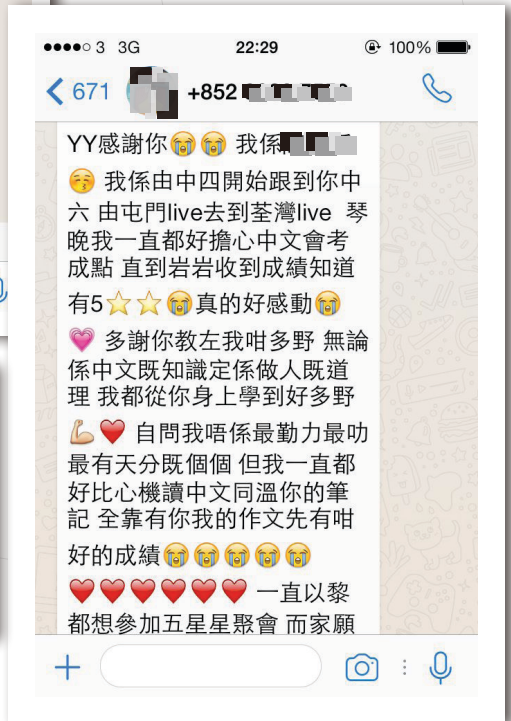 3 3G 22:29 100%
671 +852
YY感謝你😭😭 我係
😚 我係由中四開始跟到你中
六 由屯門live去到荃灣live 琴
晚我一直都好擔心中文會考
成點 直到岩岩收到成績知道
有5⭐⭐😭真的好感動😭
💗 多謝你教左我咁多野 無論
係中文既知識定係做人既道
理 我都從你身上學到好多野
💪❤️ 自問我唔係最勤力最叻
最有天分既個個 但我一直都
好比心機讀中文同溫你的筆
記 全靠有你我的作文先有咁
好的成績😭😭😭😭😭
❤️❤️❤️❤️❤️❤️ 一直以黎
都想參加五星星聚會 而家願